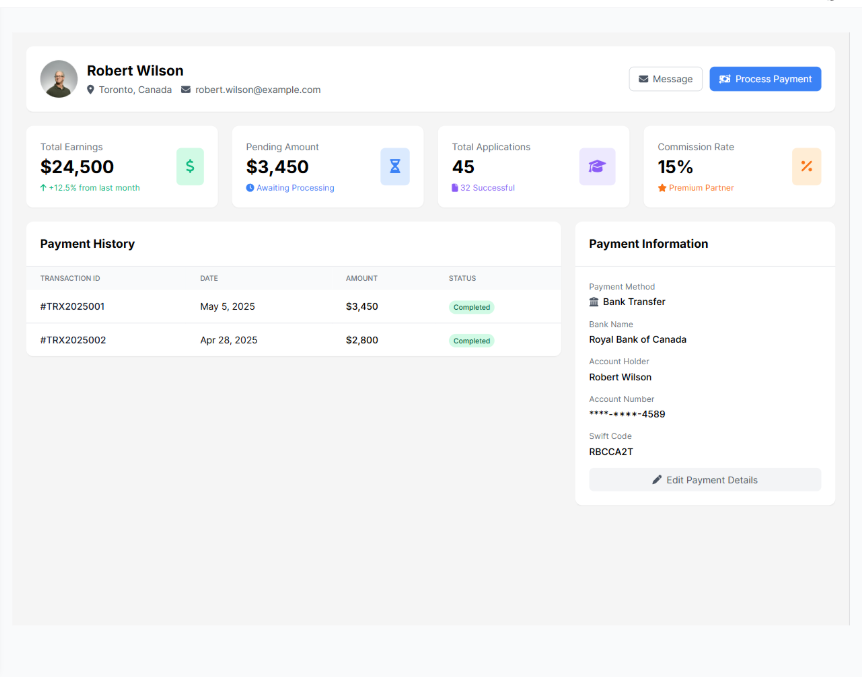 Robert Wilson
Toronto, Canada robert.wilson@example.com
Message
Process Payment
Total Earnings
$24,500
+12.5% from last month
Pending Amount
$3,450
Awaiting Processing
Total Applications
45
32 Successful
Commission Rate
15%
Premium Partner
Payment History
TRANSACTION ID DATE AMOUNT STATUS
#TRX2025001 May 5, 2025 $3,450 Completed
#TRX2025002 Apr 28, 2025 $2,800 Completed
Payment Information
Payment Method
Bank Transfer
Bank Name
Royal Bank of Canada
Account Holder
Robert Wilson
Account Number
****-****-4589
Swift Code
RBCCA2T
Edit Payment Details